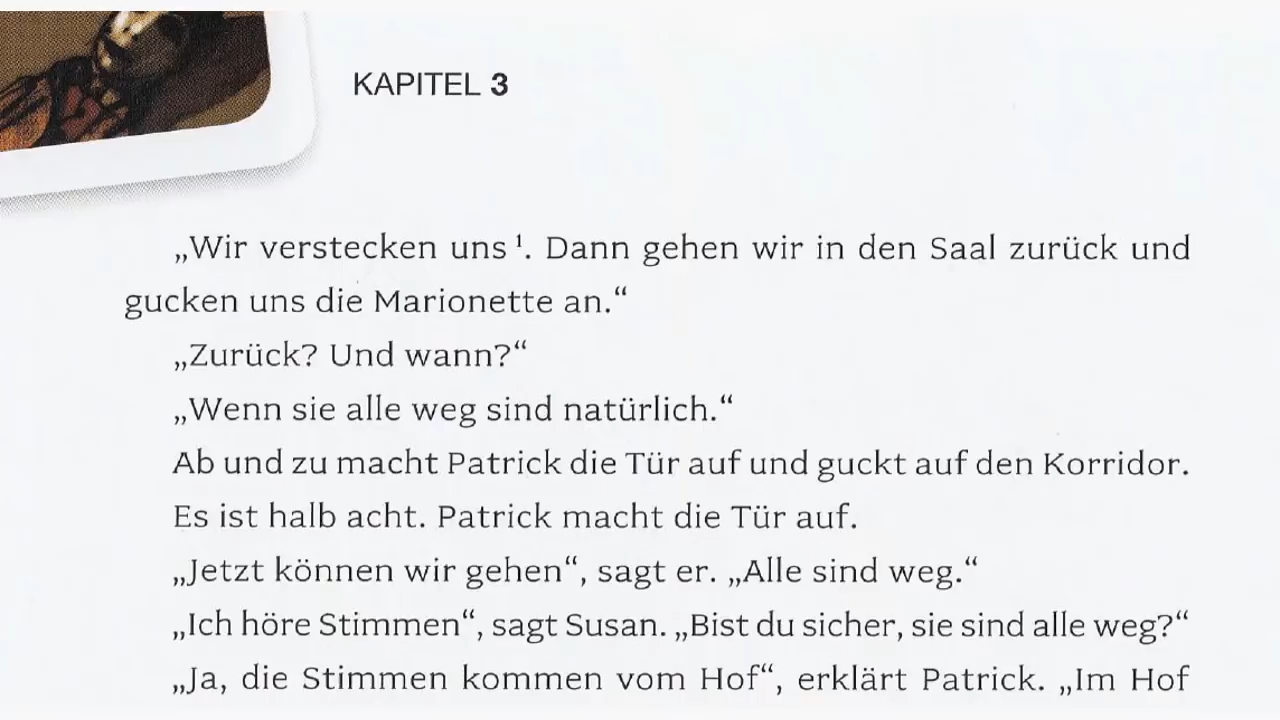 KAPITEL 3
„Wir verstecken uns ¹. Dann gehen wir in den Saal zurück und
gucken uns die Marionette an.“
„Zurück? Und wann?“
„Wenn sie alle weg sind natürlich.“
Ab und zu macht Patrick die Tür auf und guckt auf den Korridor.
Es ist halb acht. Patrick macht die Tür auf.
„Jetzt können wir gehen“, sagt er. „Alle sind weg.“
„Ich höre Stimmen“, sagt Susan. „Bist du sicher, sie sind alle weg?“
„Ja, die Stimmen kommen vom Hof“, erklärt Patrick. „Im Hof